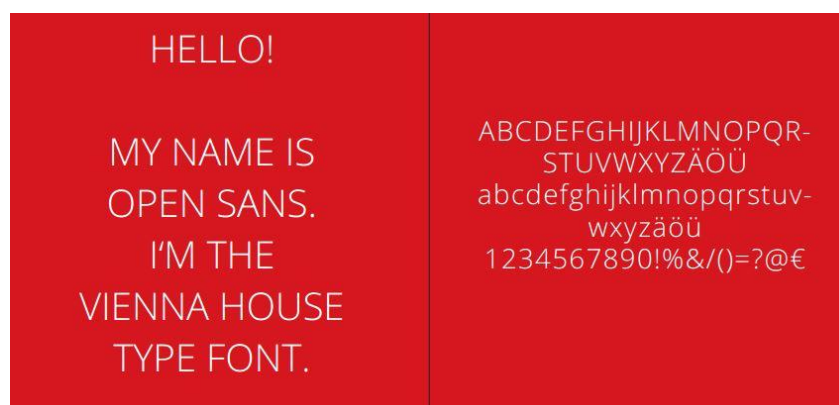 HELLO!
MY NAME IS
OPEN SANS.
I‘M THE
VIENNA HOUSE
TYPE FONT.
ABCDEFGHIJKLMNOPQR-
STUVWXYZÄÖÜ
abcdefghijklmnopqrstuv-
wxyzäöü
1234567890!%&/()=?@€